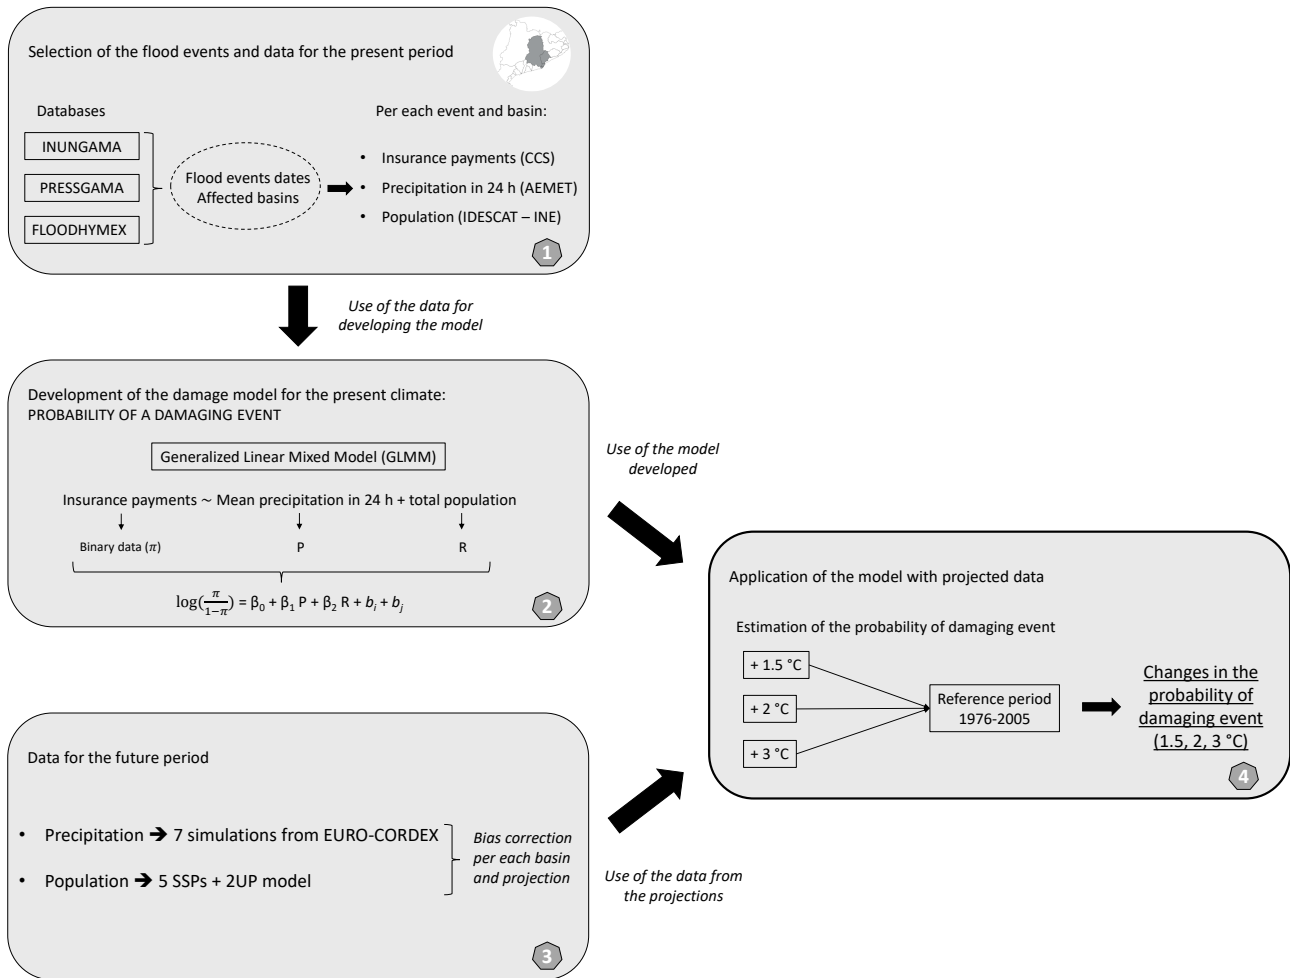 Selection of the flood events and data for the present period
Databases
INUNGAMA
PRESSGAMA
FLOODHYMEX
Flood events dates
Affected basins
Per each event and basin:
• Insurance payments (CCS)
• Precipitation in 24 h (AEMET)
• Population (IDESCAT – INE)
1
Use of the data for
developing the model
Development of the damage model for the present climate:
PROBABILITY OF A DAMAGING EVENT
Generalized Linear Mixed Model (GLMM)
Insurance payments ~ Mean precipitation in 24 h + total population
Binary data (π)
P
R
log(π/1−π) = β₀ + β₁ P + β₂ R + bᵢ + bⱼ
2
Use of the model
developed
Data for the future period
• Precipitation ➔ 7 simulations from EURO-CORDEX
• Population ➔ 5 SSPs + 2UP model
Bias correction
per each basin
and projection
3
Use of the data from
the projections
Application of the model with projected data
Estimation of the probability of damaging event
+ 1.5 °C
+ 2 °C
+ 3 °C
Reference period
1976-2005
Changes in the
probability of
damaging event
(1.5, 2, 3 °C)
4